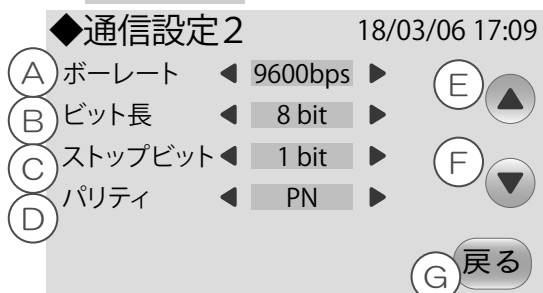 ◆通信設定2 18/03/06 17:09
A ボーレート ◀ 9600bps ▶ E ▲
B ビット長 ◀ 8 bit ▶
C ストップビット ◀ 1 bit ▶ F ▼
D パリティ ◀ PN ▶
G 戻る